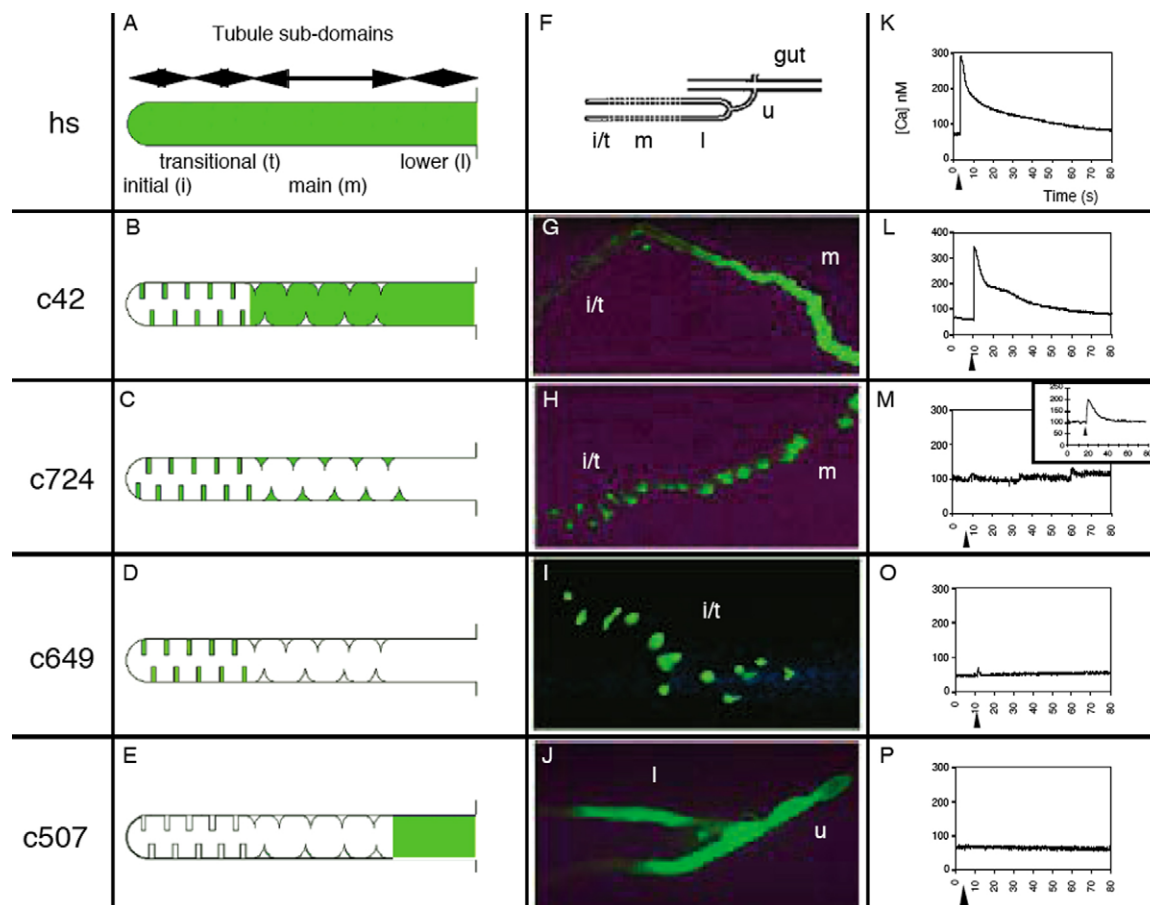 A
Tubule sub-domains
hs
transitional (t)
lower (l)
initial (i)
main (m)
F
gut
u
i/t
m
l
K
300
200
100
0
[Ca] nM
0 10 20 30 40 50 60 70 80
Time (s)
B
c42
G
m
i/t
L
400
300
200
100
0
0 10 20 30 40 50 60 70 80
C
c724
H
i/t
m
M
300
200
100
0
0 10 20 30 40 50 60 70 80
250
200
150
100
50
0
0 20 40 60 80
D
c649
I
i/t
O
300
200
100
0
0 10 20 30 40 50 60 70 80
E
c507
J
l
u
P
300
200
100
0
0 10 20 30 40 50 60 70 80